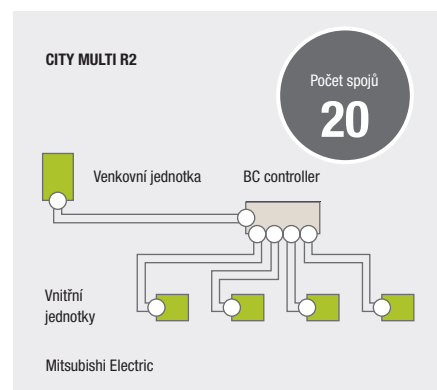 CITY MULTI R2
Počet spojů
20
Venkovní jednotka
BC controller
Vnitřní
jednotky
Mitsubishi Electric